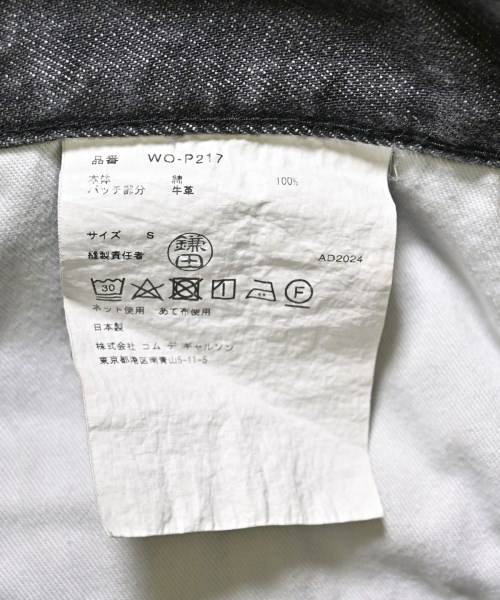 品番 WO-P217
本体 綿 100%
パッチ部分 牛革
サイズ S
縫製責任者 鎌田 AD2024
30 F
ネット使用 あて布使用
日本製
株式会社 コム デ ギャルソン
東京都港区南青山5-11-5